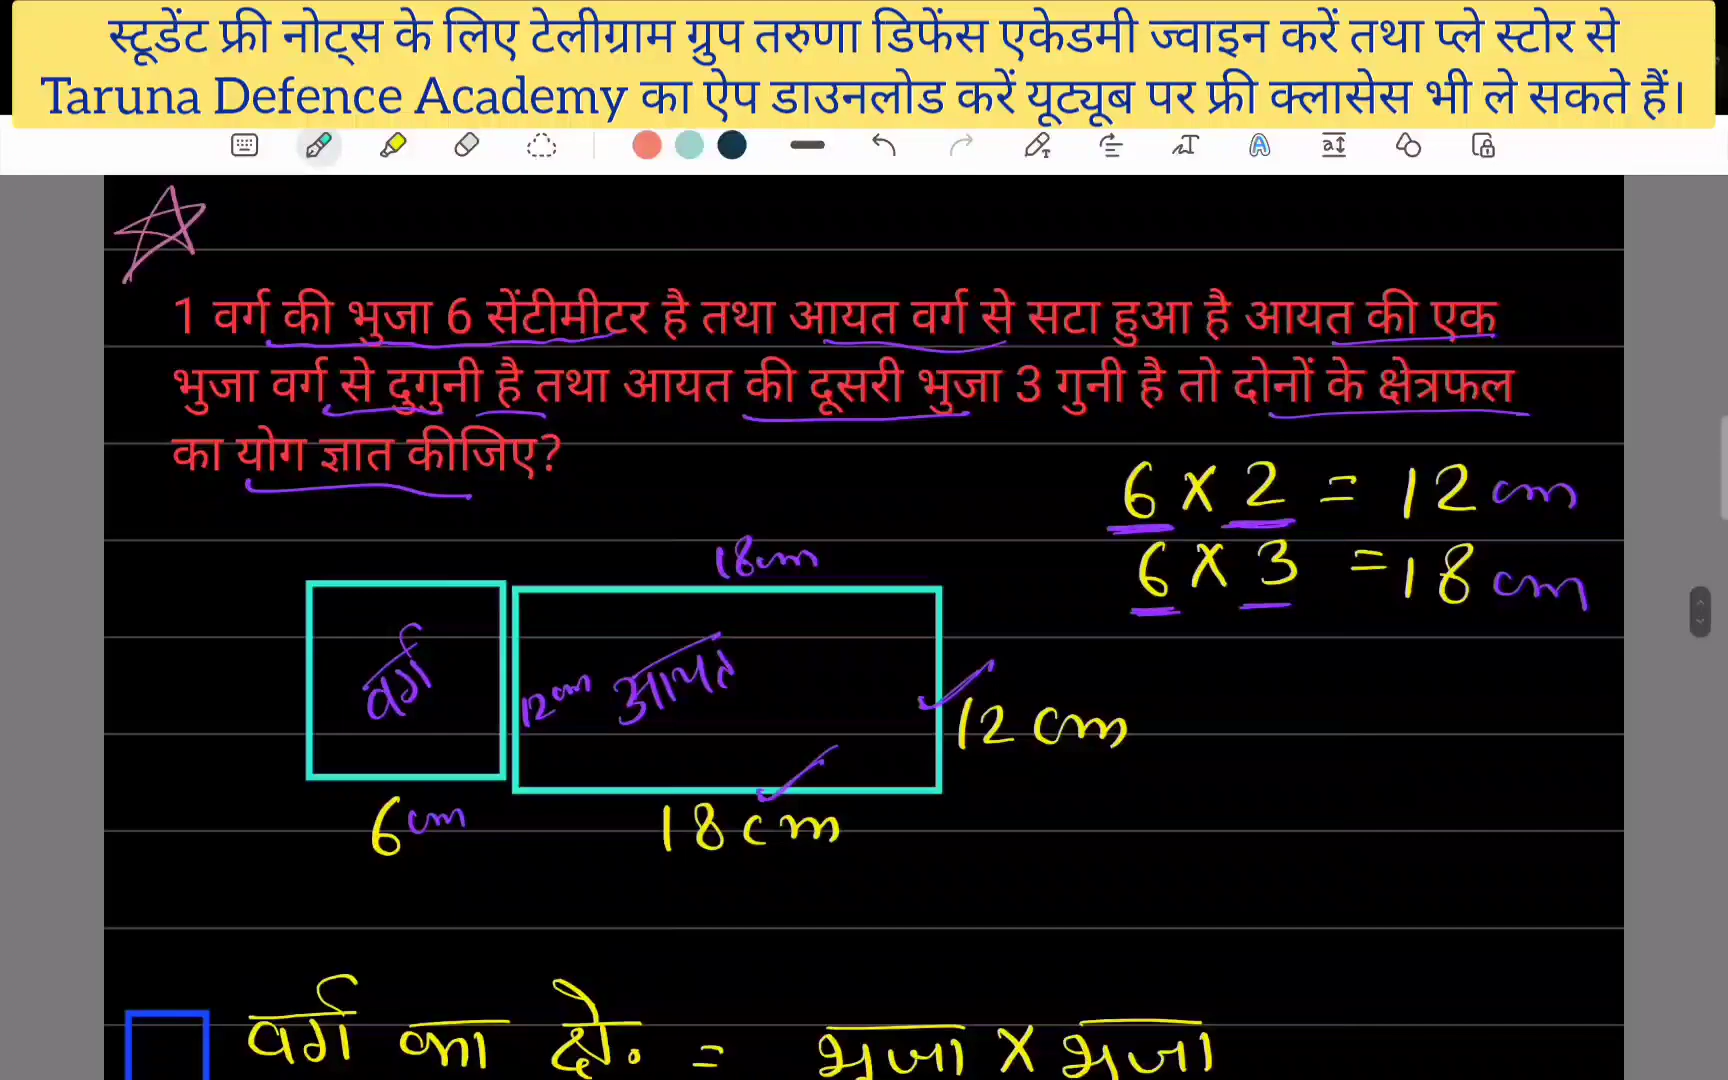 स्टूडेंट फ्री नोट्स के लिए टेलीग्राम ग्रुप तरुणा डिफेंस एकेडमी ज्वाइन करें तथा प्ले स्टोर से
Taruna Defence Academy का ऐप डाउनलोड करें यूट्यूब पर फ्री क्लासेस भी ले सकते हैं।
1 वर्ग की भुजा 6 सेंटीमीटर है तथा आयत वर्ग से सटा हुआ है आयत की एक
भुजा वर्ग से दुगुनी है तथा आयत की दूसरी भुजा 3 गुनी है तो दोनों के क्षेत्रफल
का योग ज्ञात कीजिए?
6 X 2 = 12 cm
6 X 3 = 18 cm
18cm
वर्ग
12cm आयत
12 cm
6 cm
18 cm
वर्ग का क्षे. = भुजा X भुजा